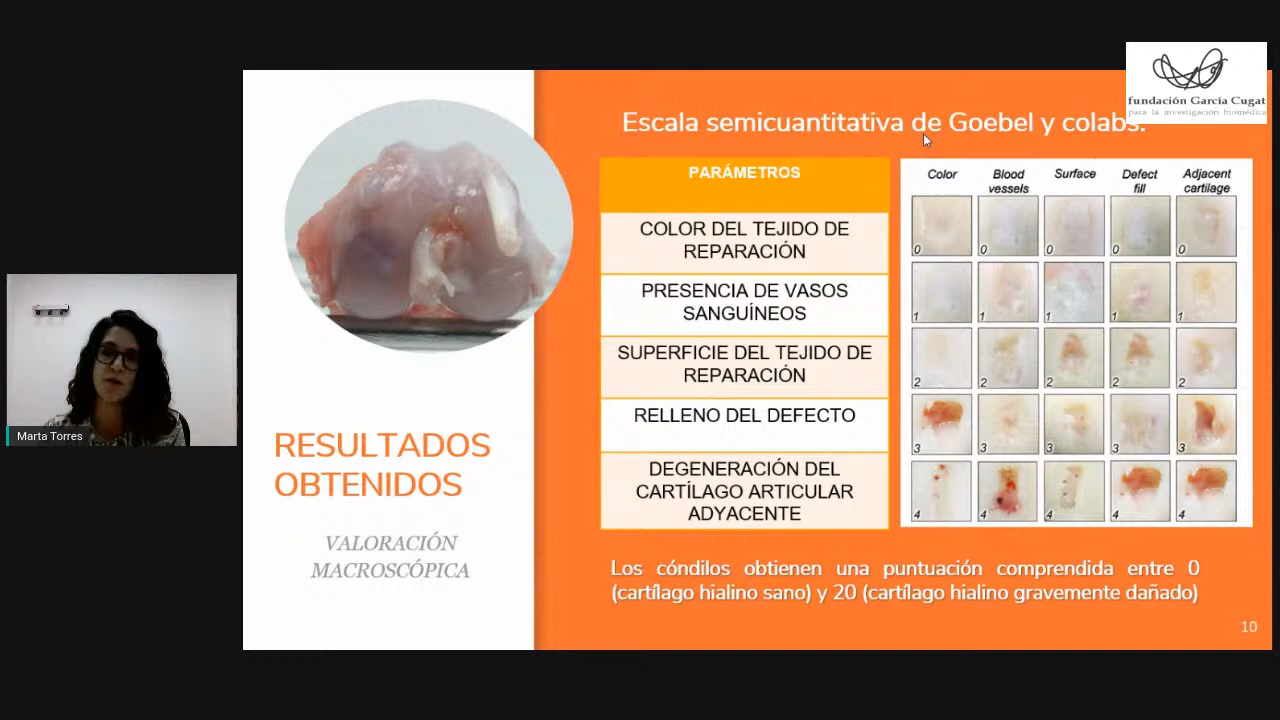 fundación García Cugat
para la investigación biomédica
Escala semicuantitativa de Goebel y colabs.
PARÁMETROS
COLOR DEL TEJIDO DE
REPARACIÓN
PRESENCIA DE VASOS
SANGUÍNEOS
SUPERFICIE DEL TEJIDO DE
REPARACIÓN
RELLENO DEL DEFECTO
DEGENERACIÓN DEL
CARTÍLAGO ARTICULAR
ADYACENTE
Color Blood vessels Surface Defect fill Adjacent cartilage
0 0 0 0 0
1 1 1 1 1
2 2 2 2 2
3 3 3 3 3
4 4 4 4 4
Marta Torres
RESULTADOS
OBTENIDOS
VALORACIÓN
MACROSCÓPICA
Los cóndilos obtienen una puntuación comprendida entre 0
(cartílago hialino sano) y 20 (cartílago hialino gravemente dañado)
10